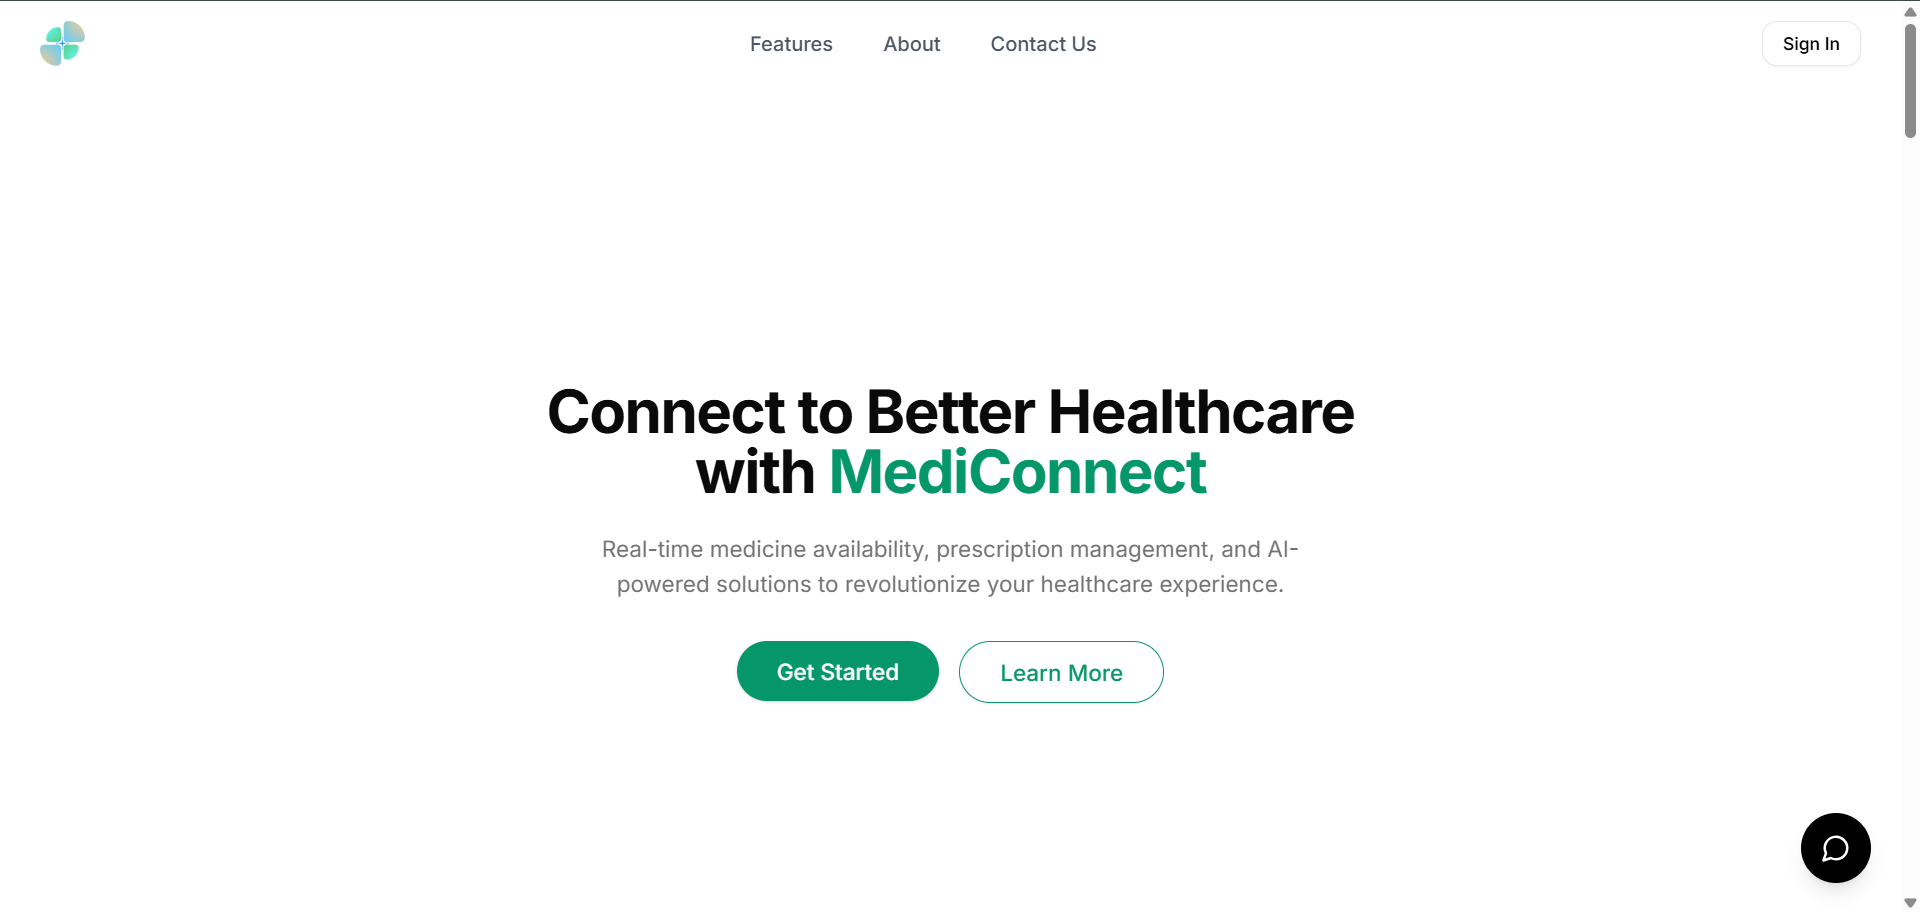 Features
About
Contact Us
Sign In
Connect to Better Healthcare
with MediConnect
Real-time medicine availability, prescription management, and AI-
powered solutions to revolutionize your healthcare experience.
Get Started
Learn More